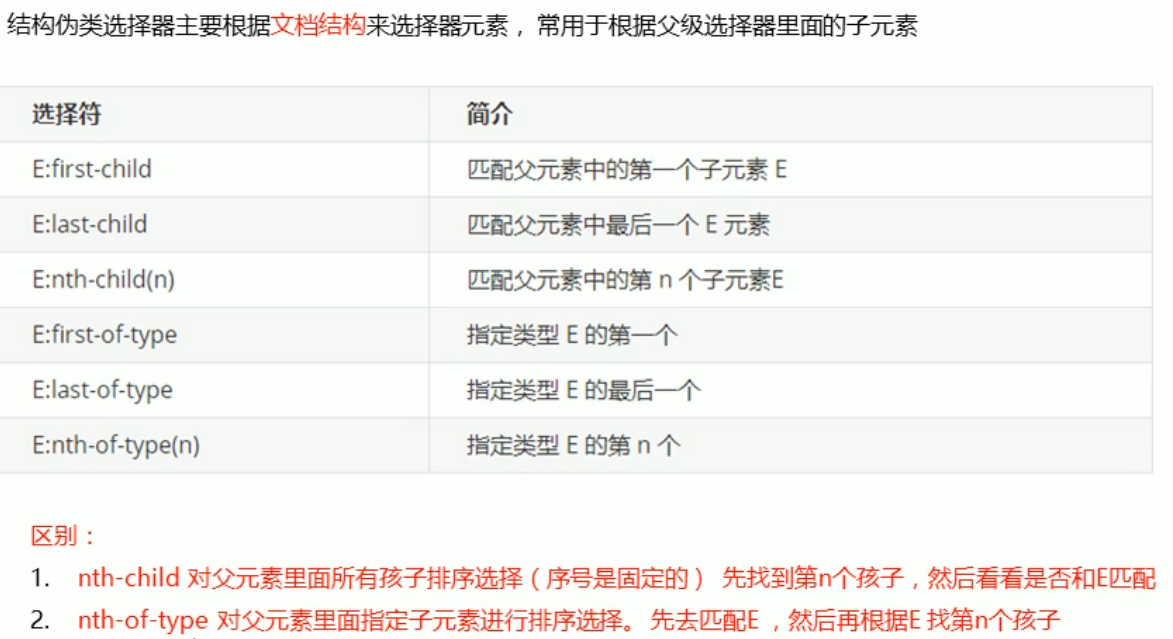 结构伪类选择器主要根据文档结构来选择器元素，常用于根据父级选择器里面的子元素
选择符 简介
E:first-child 匹配父元素中的第一个子元素 E
E:last-child 匹配父元素中最后一个 E 元素
E:nth-child(n) 匹配父元素中的第 n 个子元素E
E:first-of-type 指定类型 E 的第一个
E:last-of-type 指定类型 E 的最后一个
E:nth-of-type(n) 指定类型 E 的第 n 个
区别：
1. nth-child 对父元素里面所有孩子排序选择（序号是固定的） 先找到第n个孩子，然后看看是否和E匹配
2. nth-of-type 对父元素里面指定子元素进行排序选择。 先去匹配E ，然后再根据E 找第n个孩子